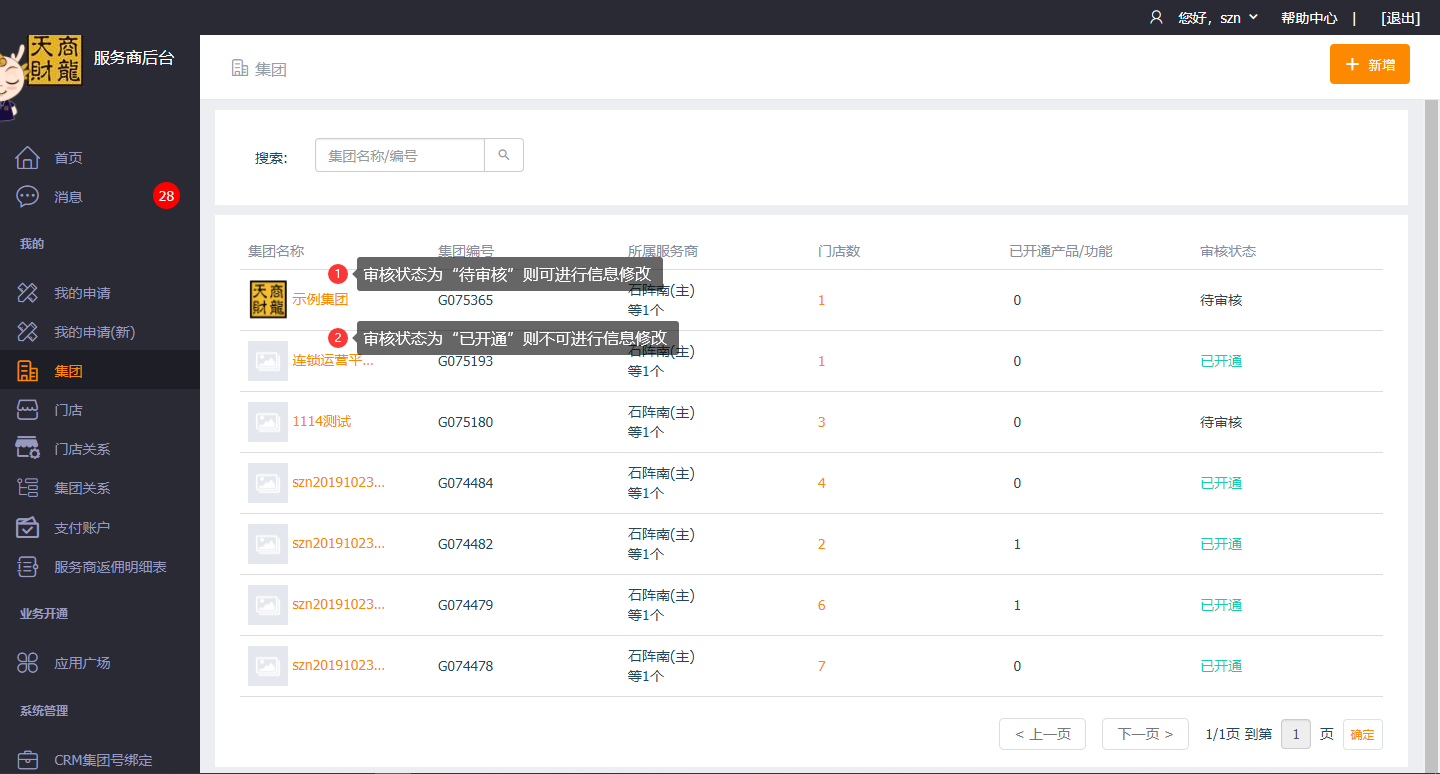 您好，szn 帮助中心 | [退出]
天商
財龍
服务商后台
集团
新增
首页
消息 28
我的
我的申请
我的申请(新)
集团
门店
门店关系
集团关系
支付账户
服务商返佣明细表
业务开通
应用广场
系统管理
CRM集团号绑定
搜索: 集团名称/编号
集团名称 集团编号 所属服务商 门店数 已开通产品/功能 审核状态
1 审核状态为“待审核”则可进行信息修改
天商
財龍
示例集团 G075365 石阵南(主) 1 0 待审核
等1个
2 审核状态为“已开通”则不可进行信息修改
连锁运营平... G075193 石阵南(主) 1 0 已开通
等1个
1114测试 G075180 石阵南(主) 3 0 待审核
等1个
szn20191023... G074484 石阵南(主) 4 0 已开通
等1个
szn20191023... G074482 石阵南(主) 2 1 已开通
等1个
szn20191023... G074479 石阵南(主) 6 1 已开通
等1个
szn20191023... G074478 石阵南(主) 7 0 已开通
等1个
< 上一页 下一页 > 1/1页 到第 1 页 确定